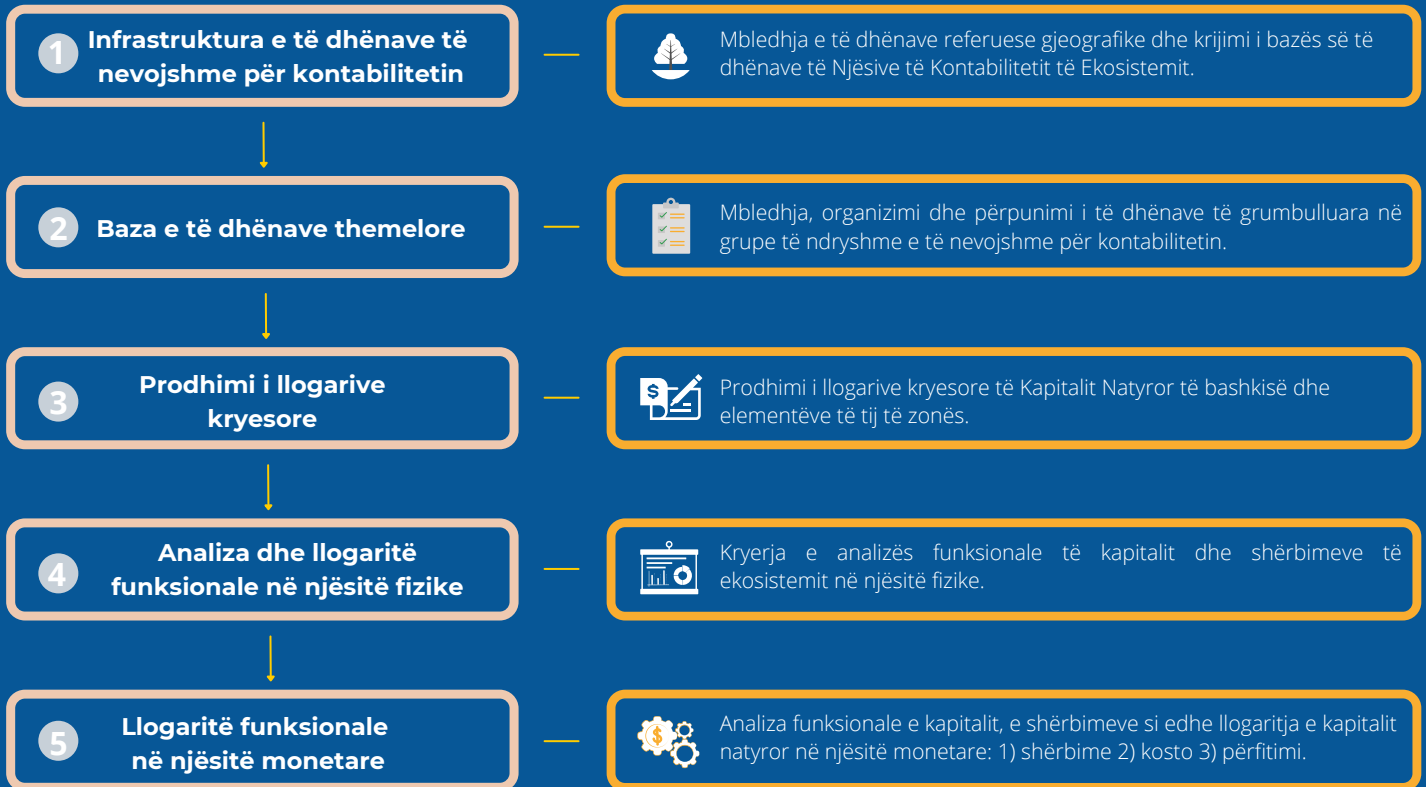 1
Infrastruktura e të dhënave të
nevojshme për kontabilitetin
Mbledhja e të dhënave referuese gjeografike dhe krijimi i bazës së të
dhënave të Njësive të Kontabilitetit të Ekosistemit.
2
Baza e të dhënave themelore
Mbledhja, organizimi dhe përpunimi i të dhënave të grumbulluara në
grupe të ndryshme e të nevojshme për kontabilitetin.
3
Prodhimi i llogarive
kryesore
$
Prodhimi i llogarive kryesore të Kapitalit Natyror të bashkisë dhe
elementëve të tij të zonës.
4
Analiza dhe llogaritë
funksionale në njësitë fizike
Kryerja e analizës funksionale të kapitalit dhe shërbimeve të
ekosistemit në njësitë fizike.
5
Llogaritë funksionale
në njësitë monetare
$
Analiza funksionale e kapitalit, e shërbimeve si edhe llogaritja e kapitalit
natyror në njësitë monetare: 1) shërbime 2) kosto 3) përfitimi.